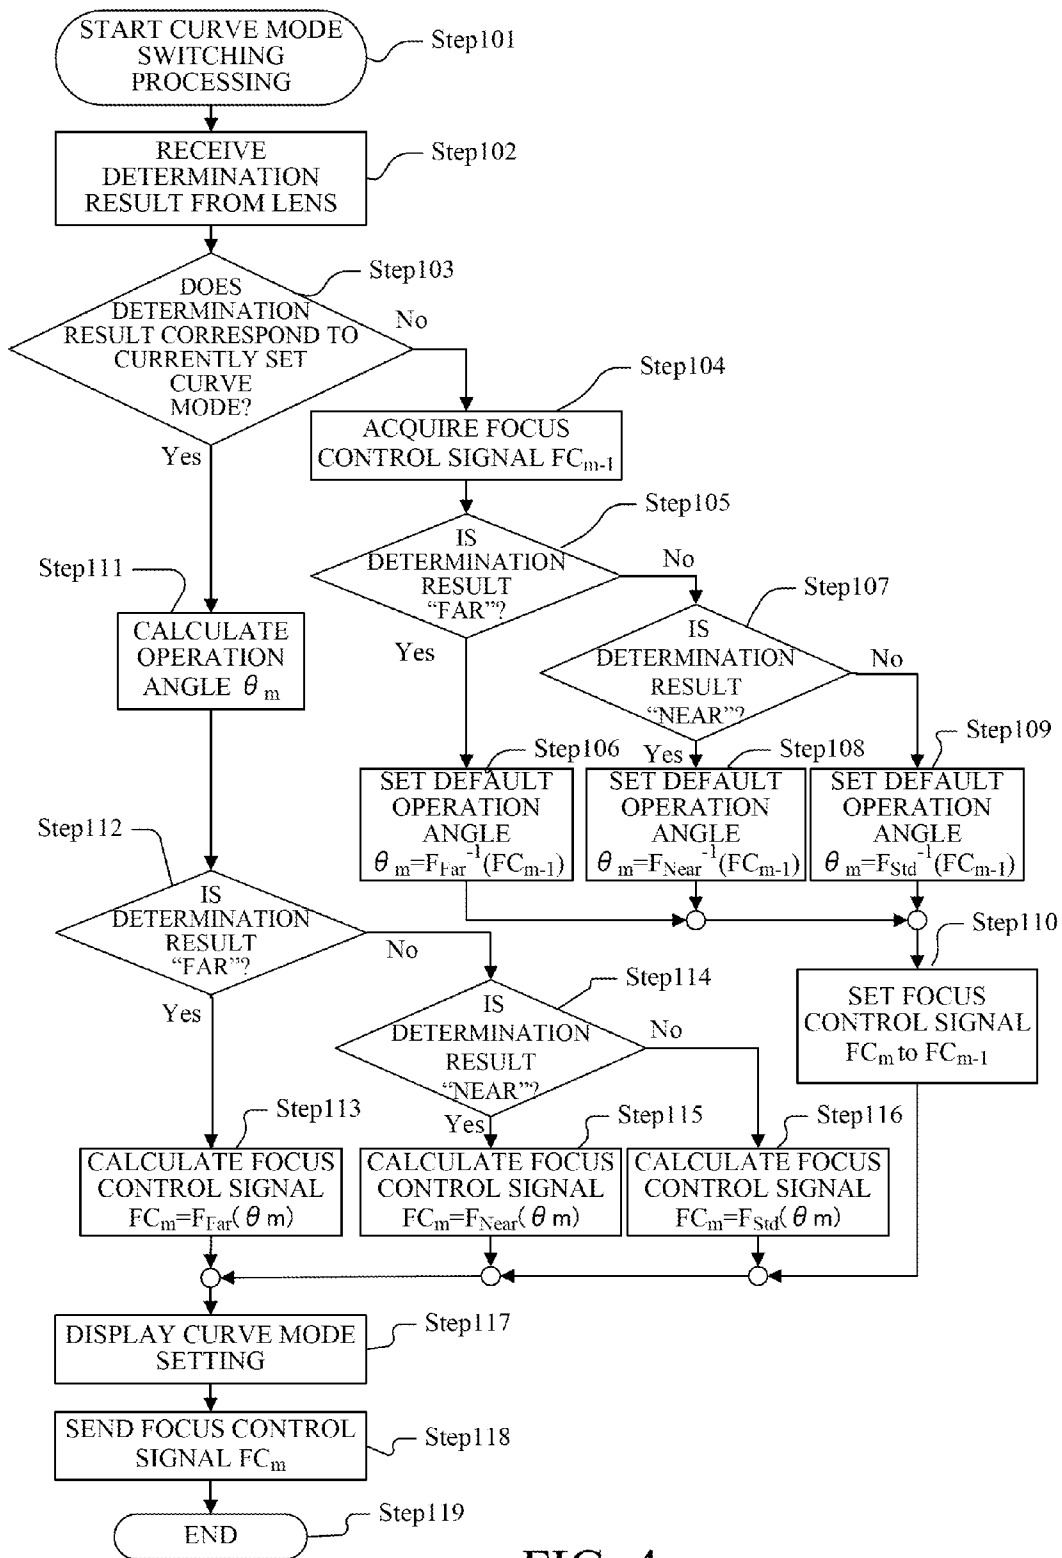 START CURVE MODE
SWITCHING
PROCESSING
Step101
RECEIVE
DETERMINATION
RESULT FROM LENS
Step102
DOES
DETERMINATION
RESULT CORRESPOND TO
CURRENTLY SET
CURVE
MODE?
Step103
No
Yes
Step104
ACQUIRE FOCUS
CONTROL SIGNAL FCm-1
Step105
IS
DETERMINATION
RESULT
“FAR”?
No
Yes
Step107
IS
DETERMINATION
RESULT
“NEAR”?
No
Yes
Step111
CALCULATE
OPERATION
ANGLE θm
Step106
SET DEFAULT
OPERATION
ANGLE
θm=FFar-1(FCm-1)
Step108
SET DEFAULT
OPERATION
ANGLE
θm=FNear-1(FCm-1)
Step109
SET DEFAULT
OPERATION
ANGLE
θm=FStd-1(FCm-1)
Step110
SET FOCUS
CONTROL SIGNAL
FCm to FCm-1
Step112
IS
DETERMINATION
RESULT
“FAR”?
No
Yes
Step114
IS
DETERMINATION
RESULT
“NEAR”?
No
Yes
Step113
CALCULATE FOCUS
CONTROL SIGNAL
FCm=FFar(θm)
Step115
CALCULATE FOCUS
CONTROL SIGNAL
FCm=FNear(θm)
Step116
CALCULATE FOCUS
CONTROL SIGNAL
FCm=FStd(θm)
DISPLAY CURVE MODE
SETTING
Step117
SEND FOCUS CONTROL
SIGNAL FCm
Step118
END
Step119
FIG. 4